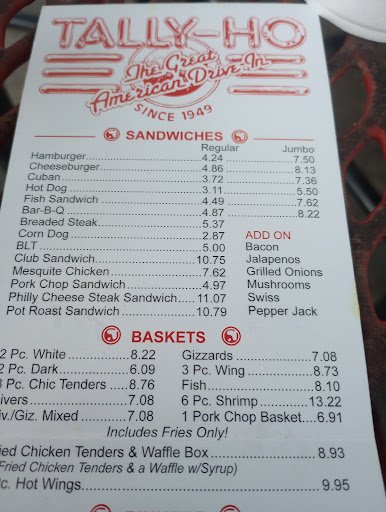 TALLY-HO
The Great
American Drive-In
SINCE 1949
SANDWICHES
Regular Jumbo
Hamburger 4.24 7.50
Cheeseburger 4.86 8.13
Cuban 3.72 7.36
Hot Dog 3.11 5.50
Fish Sandwich 4.49 7.62
Bar-B-Q 4.87 8.22
Breaded Steak 5.37
Corn Dog 2.87
BLT 5.00
Club Sandwich 10.75
Mesquite Chicken 7.62
Pork Chop Sandwich 4.97
Philly Cheese Steak Sandwich 11.07
Pot Roast Sandwich 10.79
ADD ON
Bacon
Jalapenos
Grilled Onions
Mushrooms
Swiss
Pepper Jack
BASKETS
2 Pc. White 8.22
2 Pc. Dark 6.09
3 Pc. Chic Tenders 8.76
ivers 7.08
iv./Giz. Mixed 7.08
Gizzards 7.08
3 Pc. Wing 8.73
Fish 8.10
6 Pc. Shrimp 13.22
1 Pork Chop Basket 6.91
Includes Fries Only!
ied Chicken Tenders & Waffle Box 8.93
Fried Chicken Tenders & a Waffle w/Syrup)
c. Hot Wings 9.95